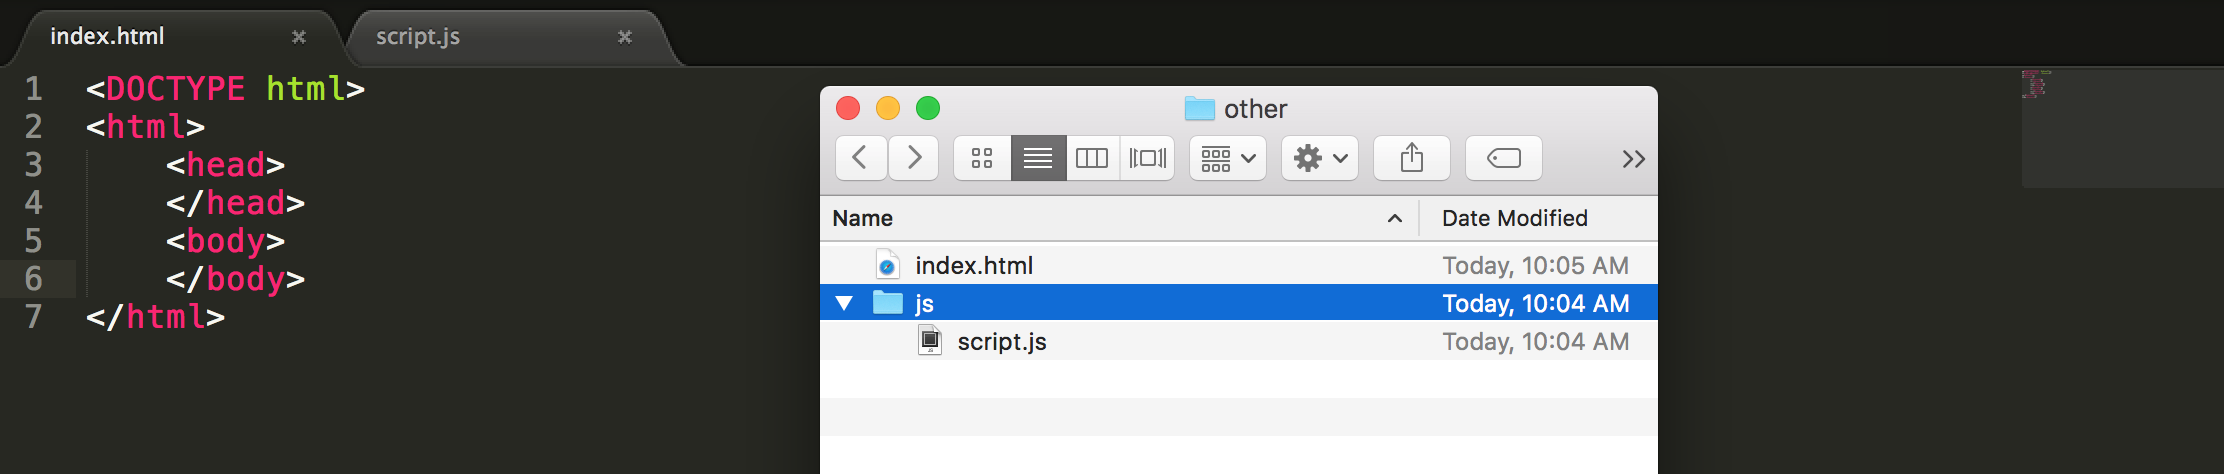 index.html
script.js
1 <DOCTYPE html>
2 <html>
3 <head>
4 </head>
5 <body>
6 </body>
7 </html>
other
Name Date Modified
index.html Today, 10:05 AM
js Today, 10:04 AM
script.js Today, 10:04 AM